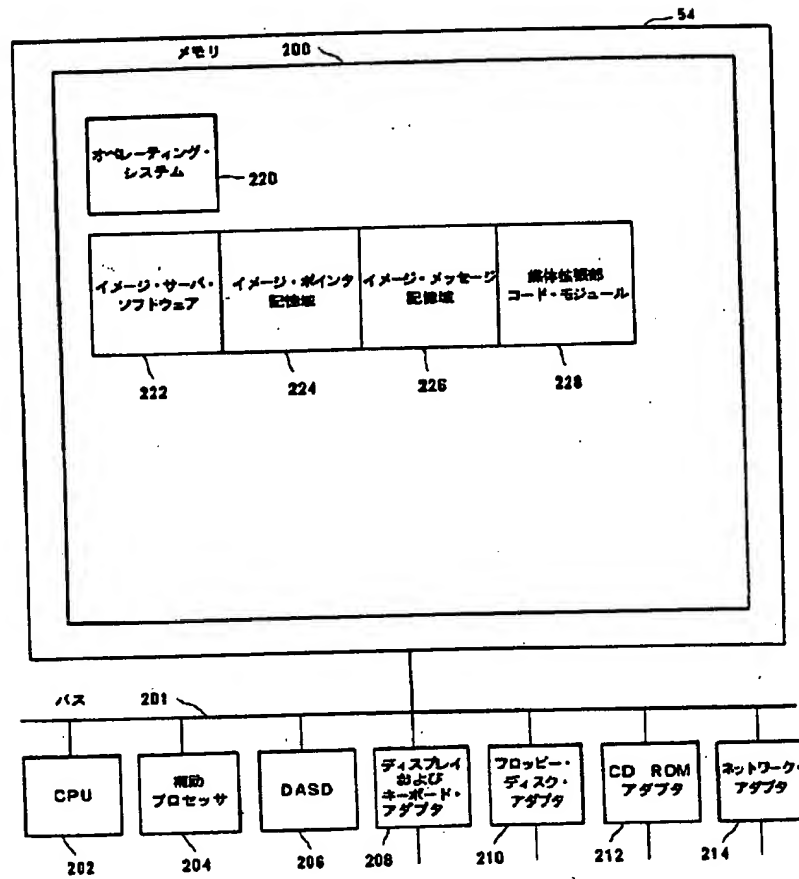 54
メモリ 200
オペレーティング・
システム
220
イメージ・サーバ・
ソフトウェア
イメージ・ポインタ
記憶域
イメージ・メッセージ
記憶域
媒体拡張部
コード・モジュール
222
224
226
228
バス 201
CPU
補助
プロセッサ
DASD
ディスプレイ
および
キーボード・
アダプタ
フロッピー・
ディスク・
アダプタ
CD ROM
アダプタ
ネットワーク・
アダプタ
202
204
206
208
210
212
214